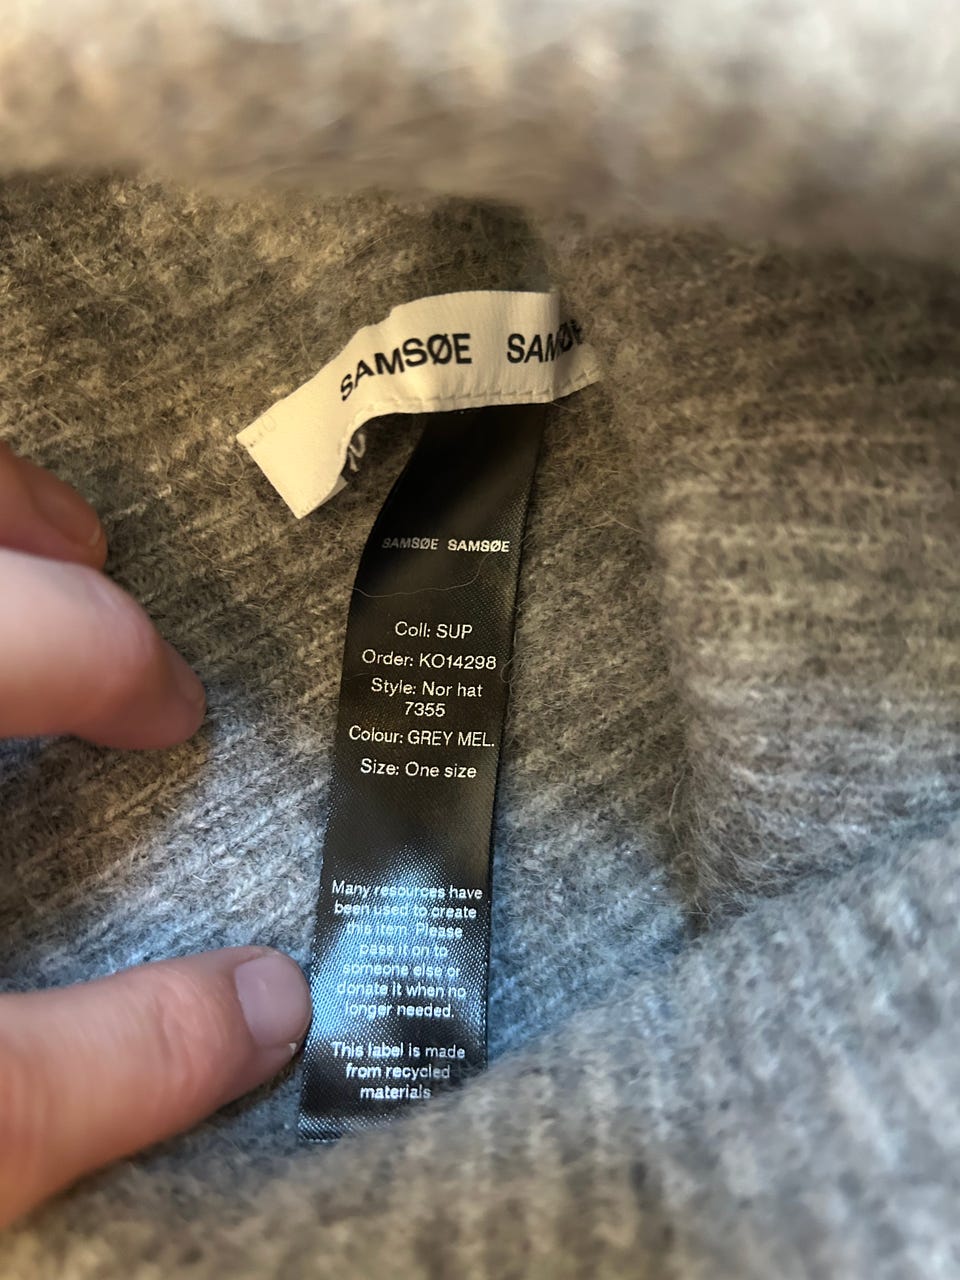 SAMSØE SAMSØE
SAMSØE SAMSØE
Coll: SUP
Order: KO14298
Style: Nor hat
7355
Colour: GREY MEL.
Size: One size
Many resources have
been used to create
this item. Please
pass it on to
someone else or
donate it when no
longer needed.
This label is made
from recycled
materials